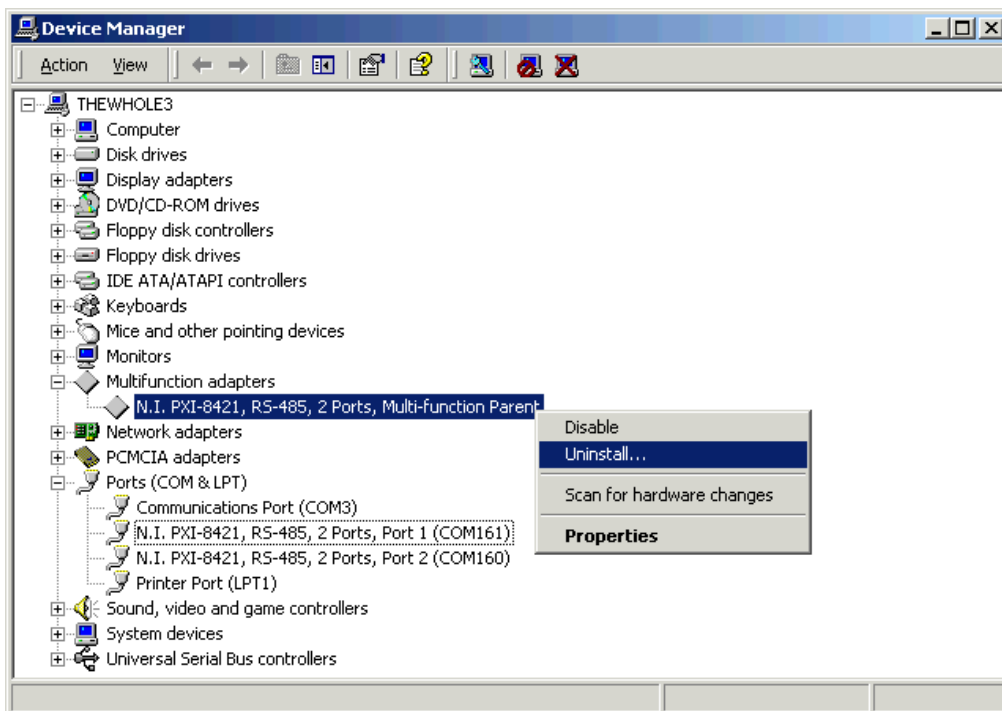 Device Manager
Action View
THEWHOLE3
Computer
Disk drives
Display adapters
DVD/CD-ROM drives
Floppy disk controllers
Floppy disk drives
IDE ATA/ATAPI controllers
Keyboards
Mice and other pointing devices
Monitors
Multifunction adapters
N.I. PXI-8421, RS-485, 2 Ports, Multi-function Parent
Network adapters
PCMCIA adapters
Ports (COM & LPT)
Communications Port (COM3)
N.I. PXI-8421, RS-485, 2 Ports, Port 1 (COM161)
N.I. PXI-8421, RS-485, 2 Ports, Port 2 (COM160)
Printer Port (LPT1)
Sound, video and game controllers
System devices
Universal Serial Bus controllers
Disable
Uninstall...
Scan for hardware changes
Properties